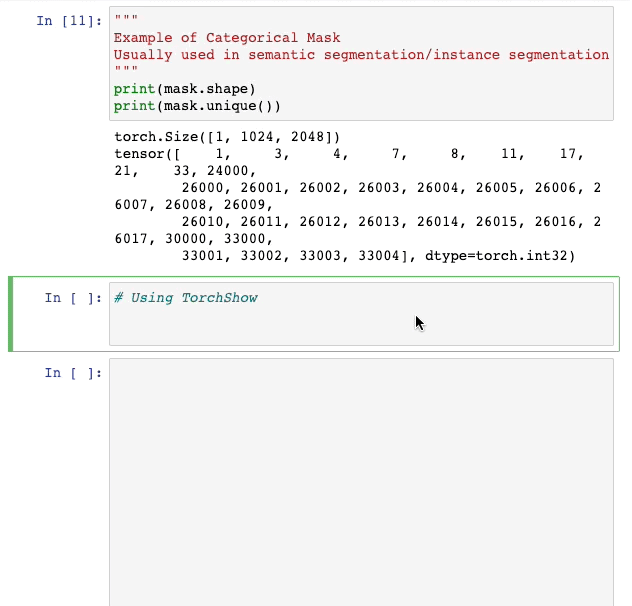 In [11]: """
Example of Categorical Mask
Usually used in semantic segmentation/instance segmentation
"""
print(mask.shape)
print(mask.unique())
torch.Size([1, 1024, 2048])
tensor([    1,     3,     4,     7,     8,    11,    17,
21,    33, 24000,
        26000, 26001, 26002, 26003, 26004, 26005, 26006, 2
6007, 26008, 26009,
        26010, 26011, 26012, 26013, 26014, 26015, 26016, 2
6017, 30000, 33000,
        33001, 33002, 33003, 33004], dtype=torch.int32)
In [ ]: # Using TorchShow
In [ ]: